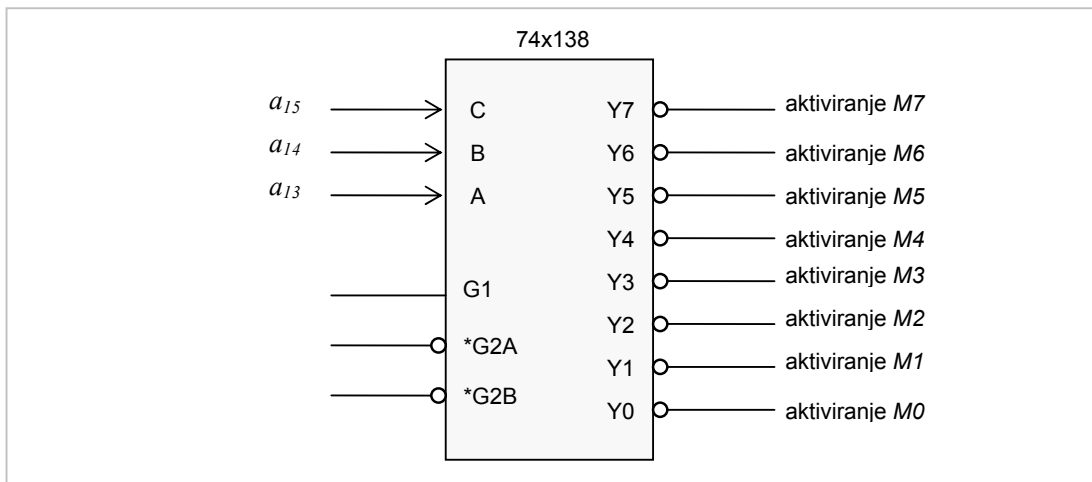 74x138
a15 C Y7 aktiviranje M7
a14 B Y6 aktiviranje M6
a13 A Y5 aktiviranje M5
Y4 aktiviranje M4
G1 Y3 aktiviranje M3
Y2 aktiviranje M2
*G2A Y1 aktiviranje M1
*G2B Y0 aktiviranje M0